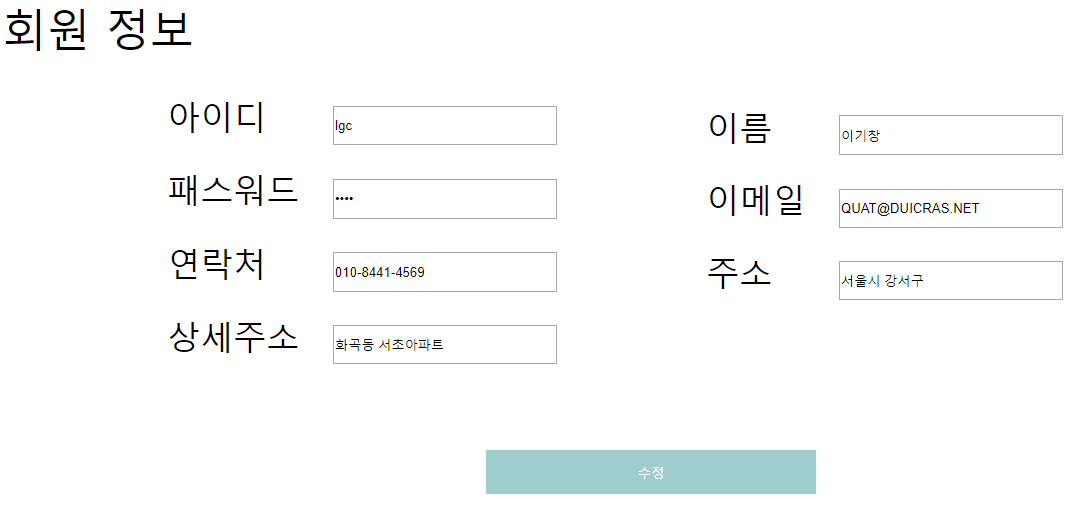 회원 정보
아이디 lgc
이름 이기창
패스워드 ••••
이메일 QUAT@DUICRAS.NET
연락처 010-8441-4569
주소 서울시 강서구
상세주소 화곡동 서초아파트
수정